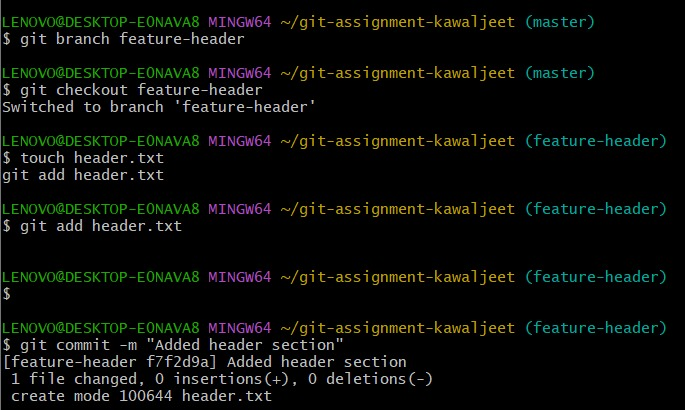 LENOVO@DESKTOP-E0NAVA8 MINGW64 ~/git-assignment-kawaljeet (master)
$ git branch feature-header
LENOVO@DESKTOP-E0NAVA8 MINGW64 ~/git-assignment-kawaljeet (master)
$ git checkout feature-header
Switched to branch 'feature-header'
LENOVO@DESKTOP-E0NAVA8 MINGW64 ~/git-assignment-kawaljeet (feature-header)
$ touch header.txt
git add header.txt
LENOVO@DESKTOP-E0NAVA8 MINGW64 ~/git-assignment-kawaljeet (feature-header)
$ git add header.txt
LENOVO@DESKTOP-E0NAVA8 MINGW64 ~/git-assignment-kawaljeet (feature-header)
$
LENOVO@DESKTOP-E0NAVA8 MINGW64 ~/git-assignment-kawaljeet (feature-header)
$ git commit -m "Added header section"
[feature-header f7f2d9a] Added header section
 1 file changed, 0 insertions(+), 0 deletions(-)
 create mode 100644 header.txt